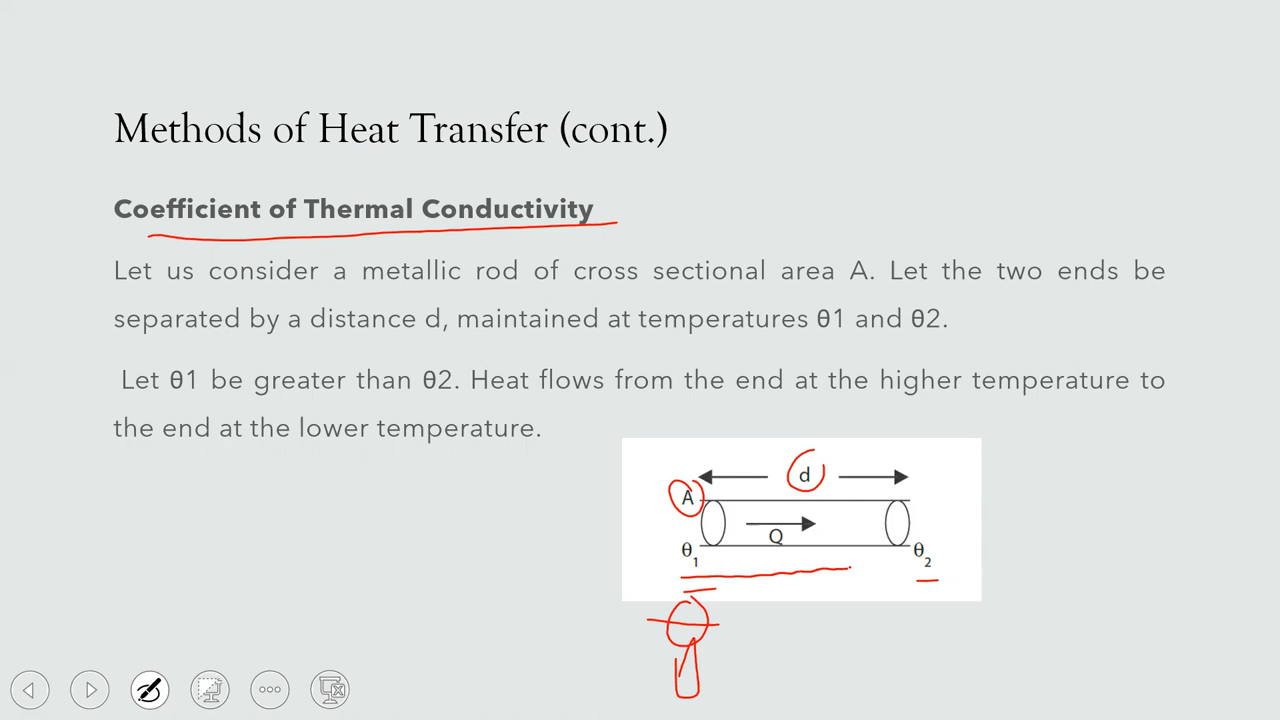 Methods of Heat Transfer (cont.)
Coefficient of Thermal Conductivity
Let us consider a metallic rod of cross sectional area A. Let the two ends be
separated by a distance d, maintained at temperatures θ1 and θ2.
Let θ1 be greater than θ2. Heat flows from the end at the higher temperature to
the end at the lower temperature.
d
A
Q
θ1
θ2